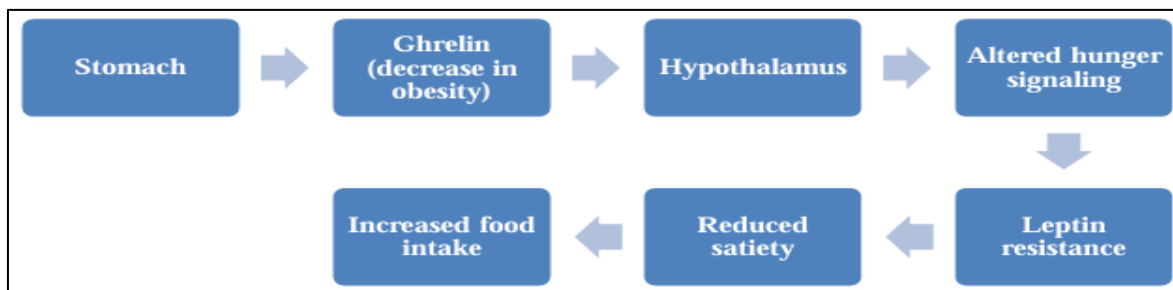 Stomach
Ghrelin
(decrease in
obesity)
Hypothalamus
Altered hunger
signaling
Leptin
resistance
Reduced
satiety
Increased food
intake